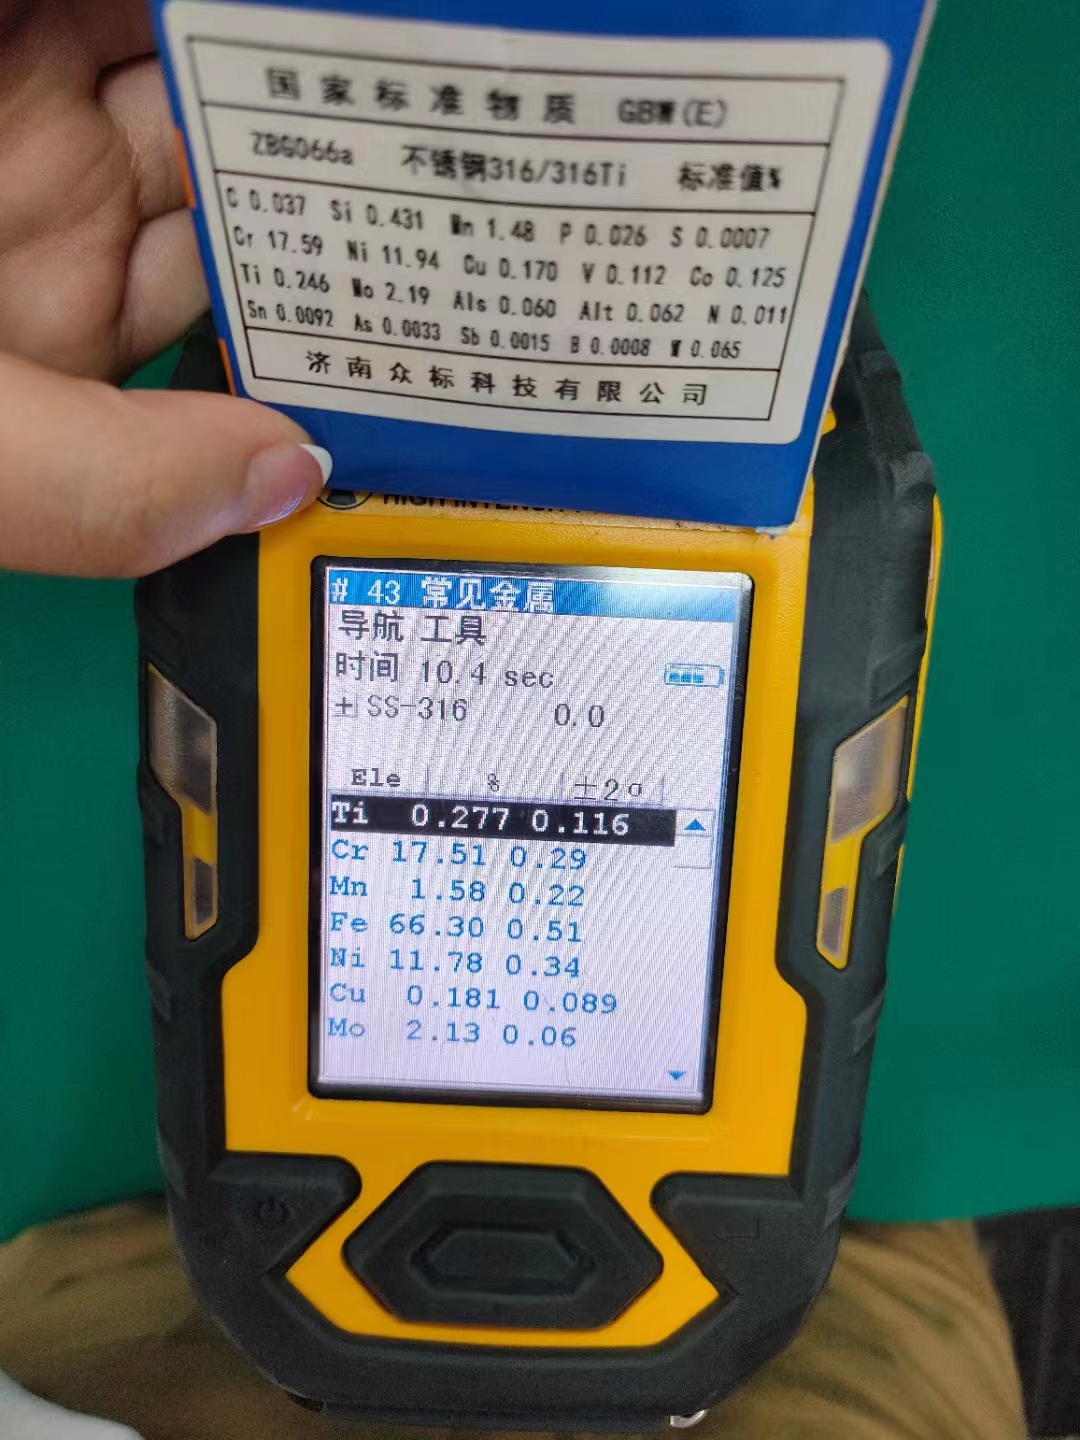 国家标准物质 GBW(E)
ZBG066a 不锈钢316/316Ti 标准值%
C 0.037 Si 0.431 Mn 1.48 P 0.026 S 0.0007
Cr 17.59 Ni 11.94 Cu 0.170 V 0.112 Co 0.125
Ti 0.246 Mo 2.19 Als 0.060 Alt 0.062 N 0.011
Sn 0.0092 As 0.0033 Sb 0.0015 B 0.0008 W 0.065
济南众标科技有限公司
HIGH
# 43 常见金属
导航 工具
时间 10.4 sec
± SS-316 0.0
Ele % ±2σ
Ti 0.277 0.116
Cr 17.51 0.29
Mn 1.58 0.22
Fe 66.30 0.51
Ni 11.78 0.34
Cu 0.181 0.089
Mo 2.13 0.06